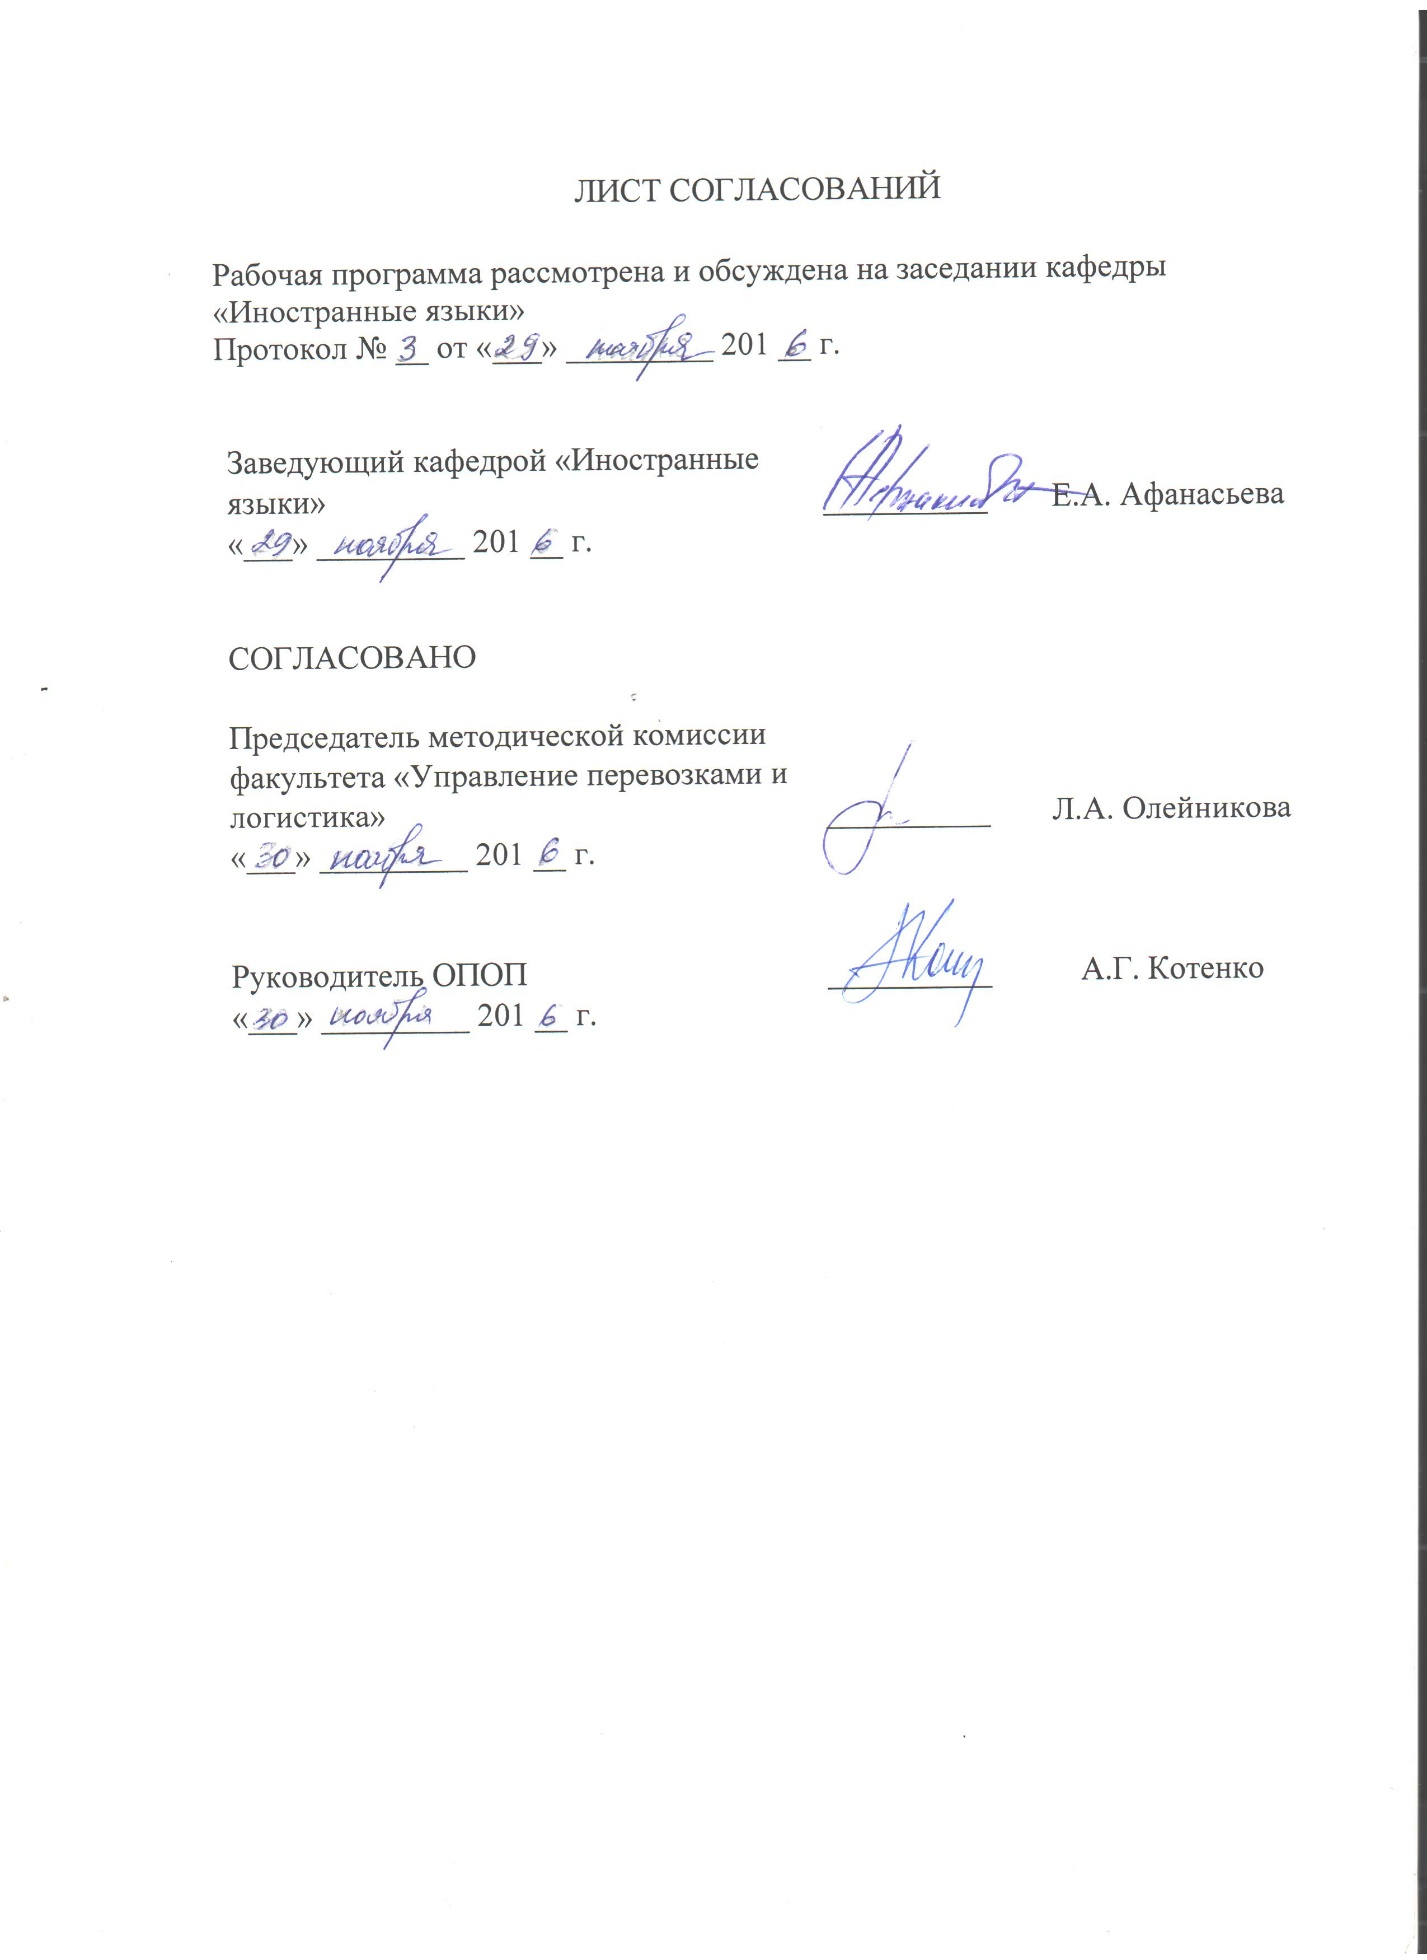 ЛИСТ СОГЛАСОВАНИЙ
Рабочая программа рассмотрена и обсуждена на заседании кафедры
«Иностранные языки»
Протокол № 3 от «29» ноября 2016 г.
Заведующий кафедрой «Иностранные
языки» Е.А. Афанасьева
«29» ноября 2016 г.
СОГЛАСОВАНО
Председатель методической комиссии
факультета «Управление перевозками и
логистика» Л.А. Олейникова
«30» ноября 2016 г.
Руководитель ОПОП А.Г. Котенко
«30» ноября 2016 г.